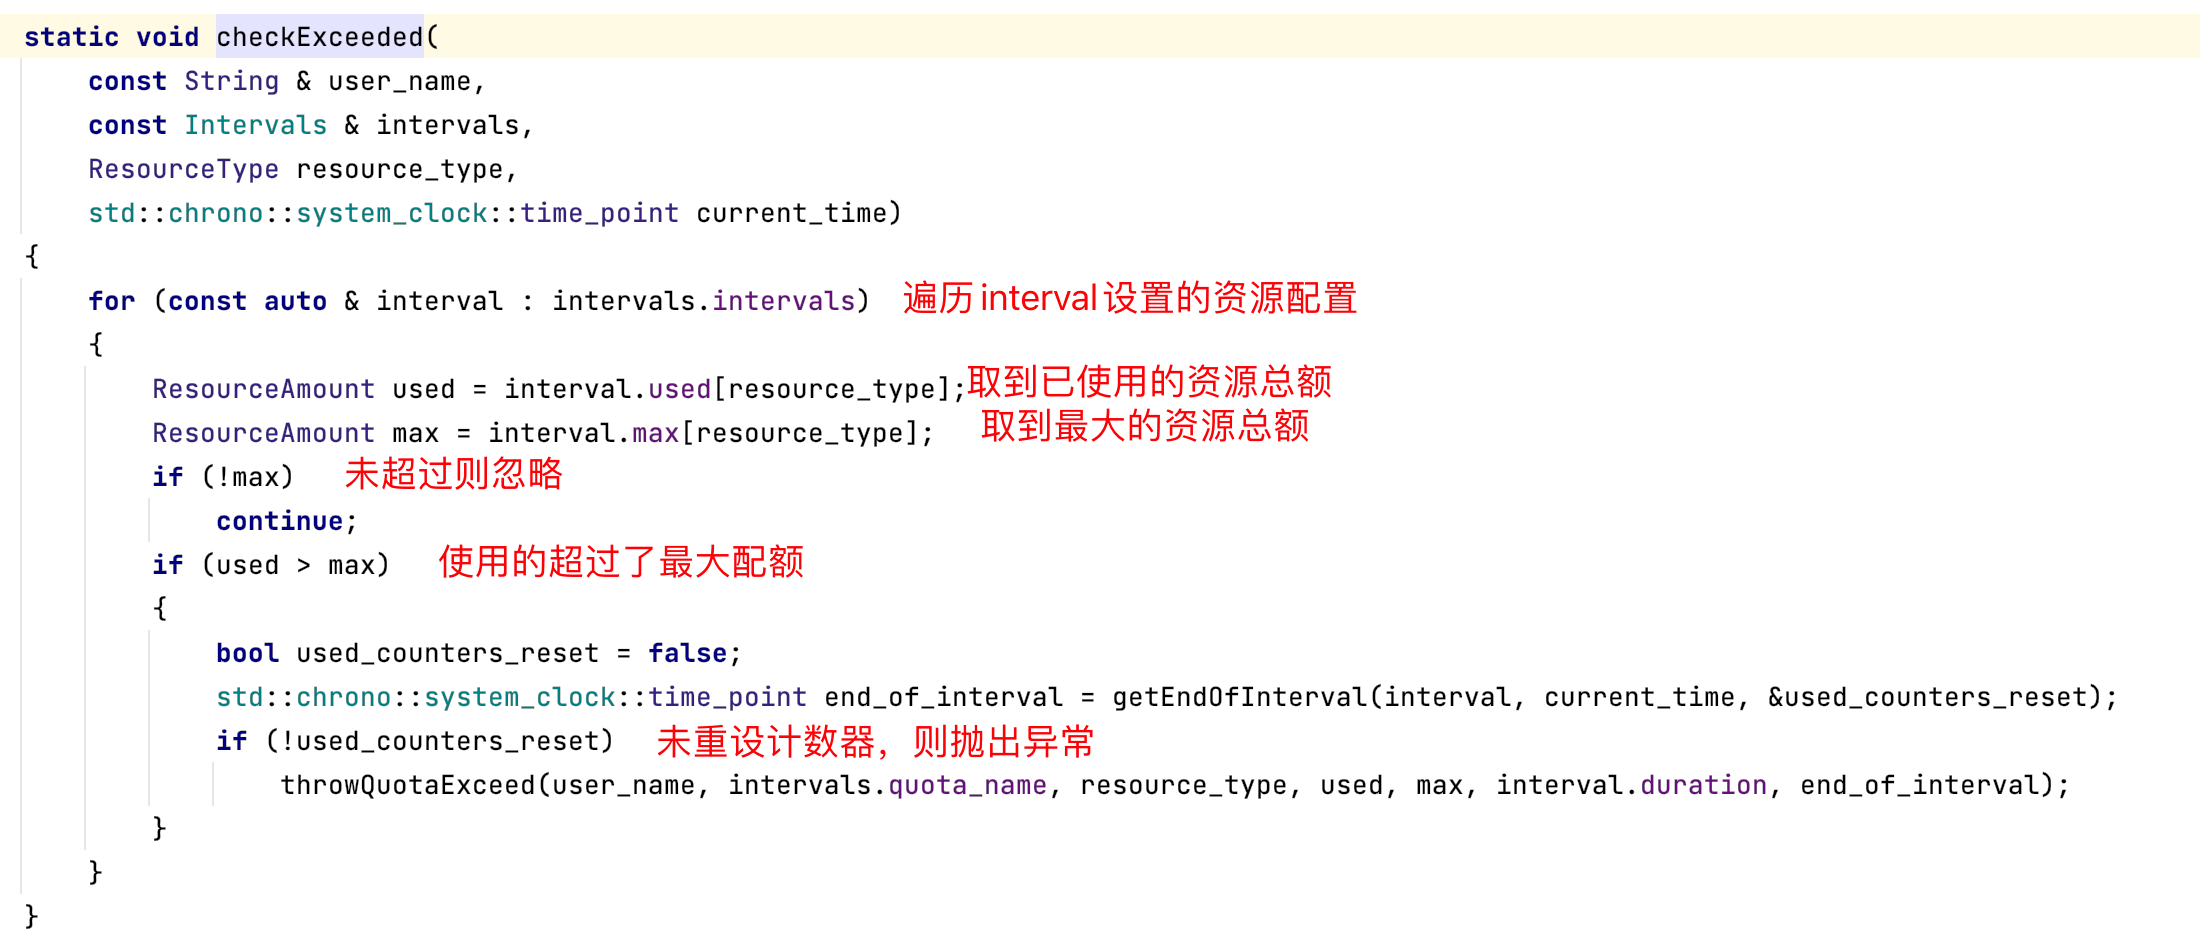 static void checkExceeded(
const String & user_name,
const Intervals & intervals,
ResourceType resource_type,
std::chrono::system_clock::time_point current_time)
{
for (const auto & interval : intervals.intervals) 遍历interval设置的资源配置
{
ResourceAmount used = interval.used[resource_type];取到已使用的资源总额
ResourceAmount max = interval.max[resource_type]; 取到最大的资源总额
if (!max) 未超过则忽略
continue;
if (used > max) 使用的超过了最大配额
{
bool used_counters_reset = false;
std::chrono::system_clock::time_point end_of_interval = getEndOfInterval(interval, current_time, &used_counters_reset);
if (!used_counters_reset) 未重设计数器，则抛出异常
throwQuotaExceed(user_name, intervals.quota_name, resource_type, used, max, interval.duration, end_of_interval);
}
}
}